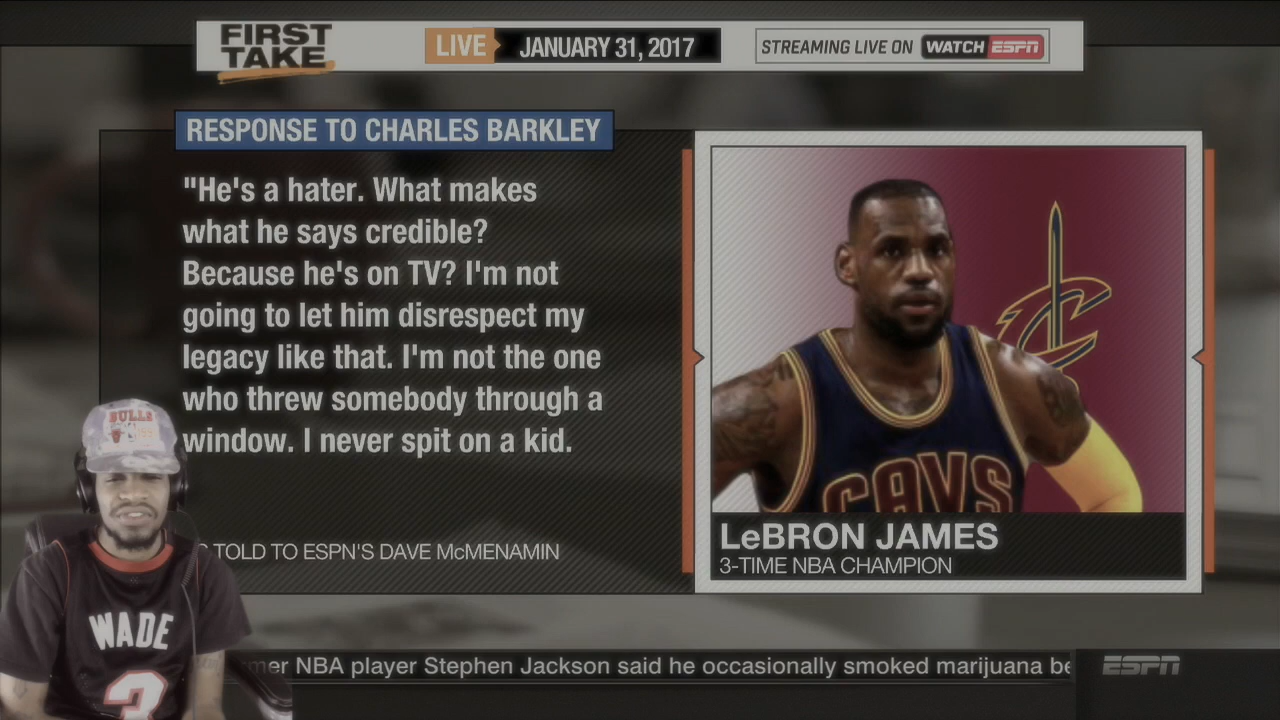 FIRST
TAKE
LIVE
JANUARY 31, 2017
STREAMING LIVE ON WATCH ESPN
RESPONSE TO CHARLES BARKLEY
"He's a hater. What makes
what he says credible?
Because he's on TV? I'm not
going to let him disrespect my
legacy like that. I'm not the one
who threw somebody through a
window. I never spit on a kid.
TOLD TO ESPN'S DAVE McMENAMIN
CAVS
C
LeBRON JAMES
3-TIME NBA CHAMPION
BULLS
WADE
3
NBA player Stephen Jackson said he occasionally smoked marijuana
ESPN